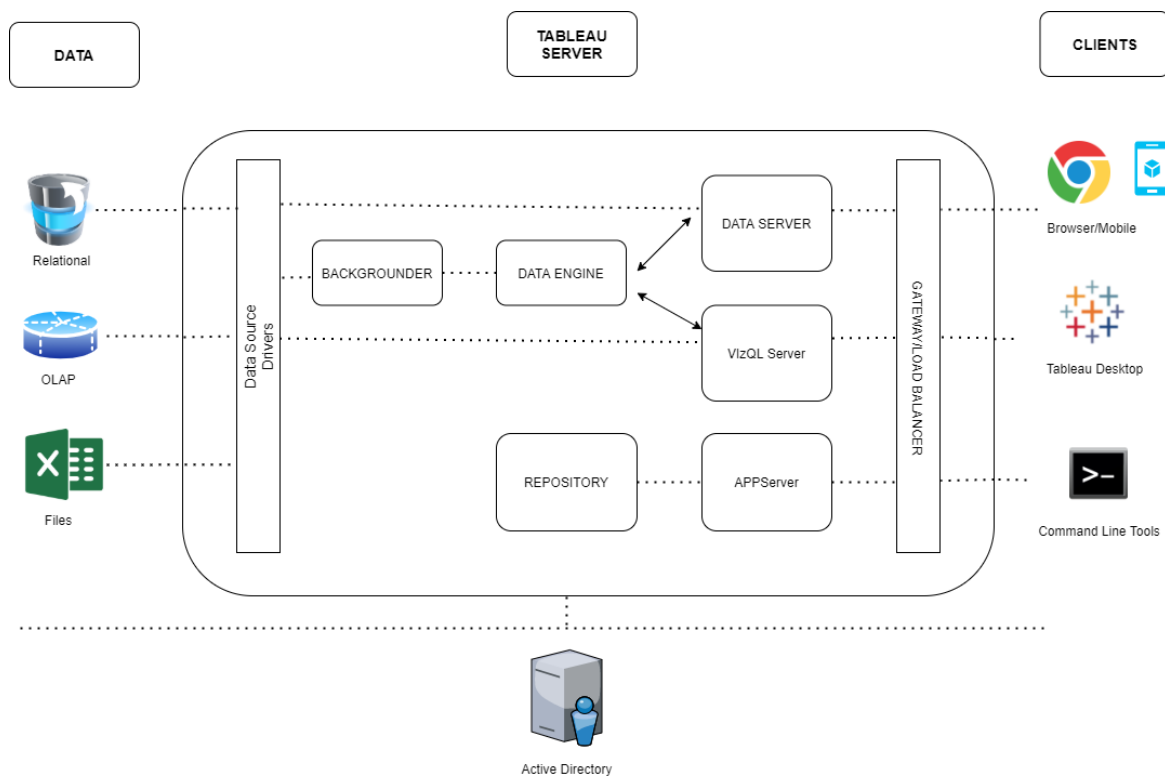 DATA
TABLEAU
SERVER
CLIENTS
Relational
OLAP
Files
Data Source
Drivers
BACKGROUNDER
DATA ENGINE
DATA SERVER
VIzQL Server
REPOSITORY
APPServer
GATEWAY/LOAD BALANCER
Browser/Mobile
Tableau Desktop
>-
Command Line Tools
Active Directory